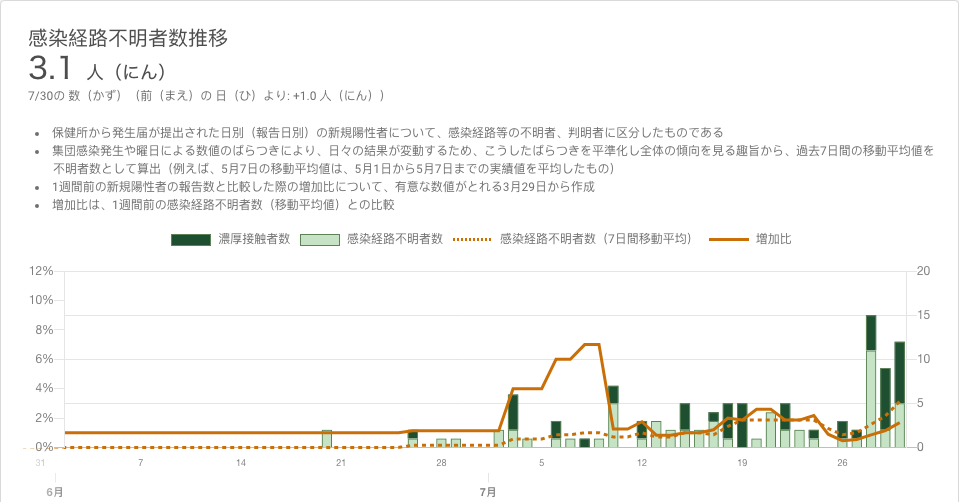 感染経路不明者数推移
3.1 人（にん）
7/30の 数（かず）（前（まえ）の 日（ひ）より: +1.0 人（にん））
• 保健所から発生届が提出された日別（報告日別）の新規陽性者について、感染経路等の不明者、判明者に区分したものである
• 集団感染発生や曜日による数値のばらつきにより、日々の結果が変動するため、こうしたばらつきを平準化し全体の傾向を見る趣旨から、過去7日間の移動平均値を
不明者数として算出（例えば、5月7日の移動平均値は、5月1日から5月7日までの実績値を平均したもの）
• 1週間前の新規陽性者の報告数と比較した際の増加比について、有意な数値がとれる3月29日から作成
• 増加比は、1週間前の感染経路不明者数（移動平均値）との比較
濃厚接触者数 感染経路不明者数 感染経路不明者数（7日間移動平均） 増加比
12% 20
10% 15
8%
6% 10
4%
2% 5
0% 0
31 7 14 21 28 5 12 19 26
6月 7月